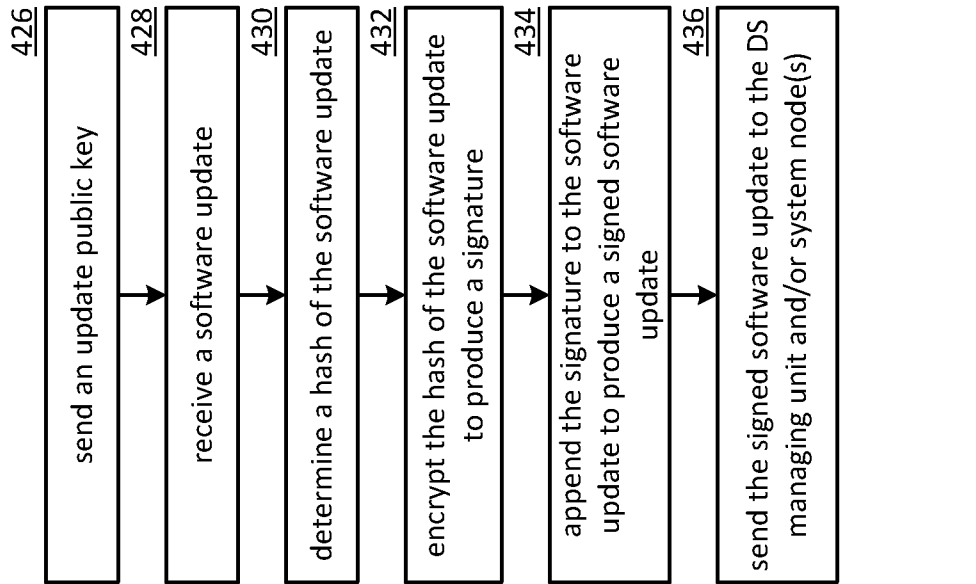 426
send an update public key
428
receive a software update
430
determine a hash of the software update
432
encrypt the hash of the software update
to produce a signature
434
append the signature to the software
update to produce a signed software
update
436
send the signed software update to the DS
managing unit and/or system node(s)